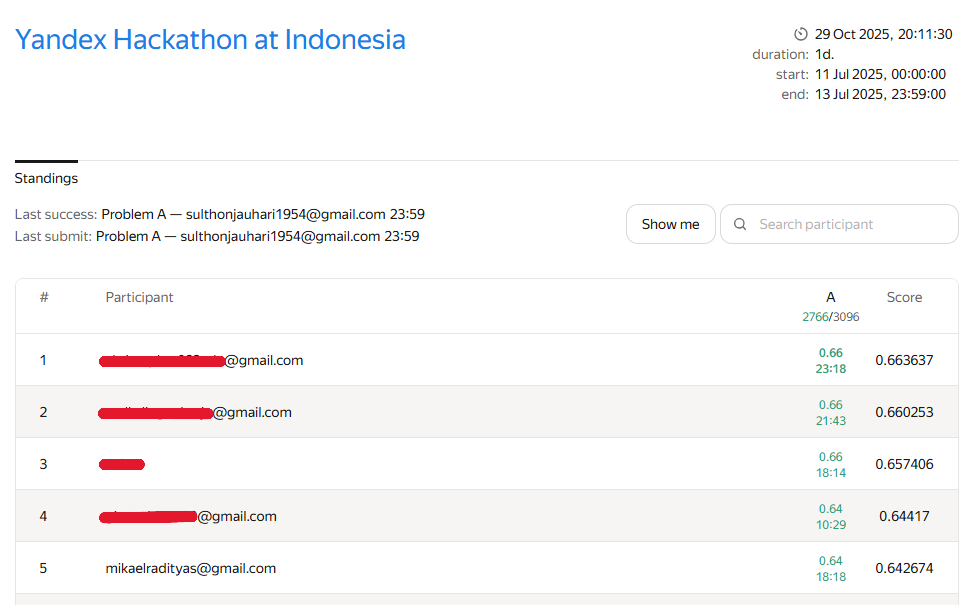 Yandex Hackathon at Indonesia
29 Oct 2025, 20:11:30
duration: 1d.
start: 11 Jul 2025, 00:00:00
end: 13 Jul 2025, 23:59:00
Standings
Last success: Problem A — sulthonjauhari1954@gmail.com 23:59
Last submit: Problem A — sulthonjauhari1954@gmail.com 23:59
Show me
Search participant
# Participant A Score
2766/3096
1 @gmail.com 0.66 23:18 0.663637
2 @gmail.com 0.66 21:43 0.660253
3 0.66 18:14 0.657406
4 @gmail.com 0.64 10:29 0.64417
5 mikaelradityas@gmail.com 0.64 18:18 0.642674